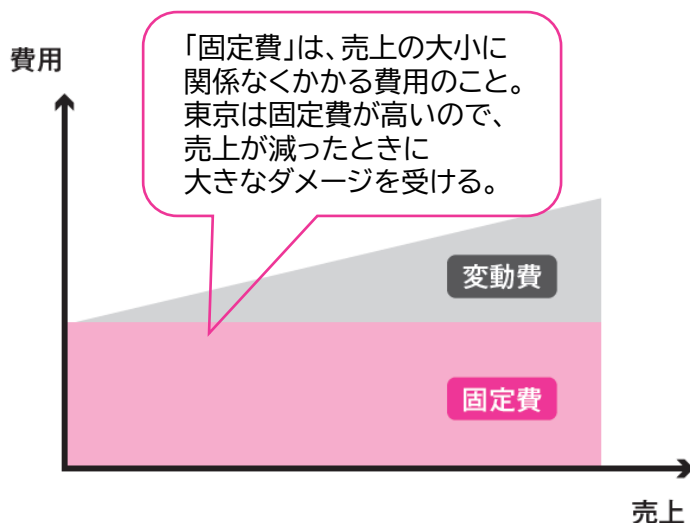 費用
「固定費」は、売上の大小に
関係なくかかる費用のこと。
東京は固定費が高いので、
売上が減ったときに
大きなダメージを受ける。
変動費
固定費
売上